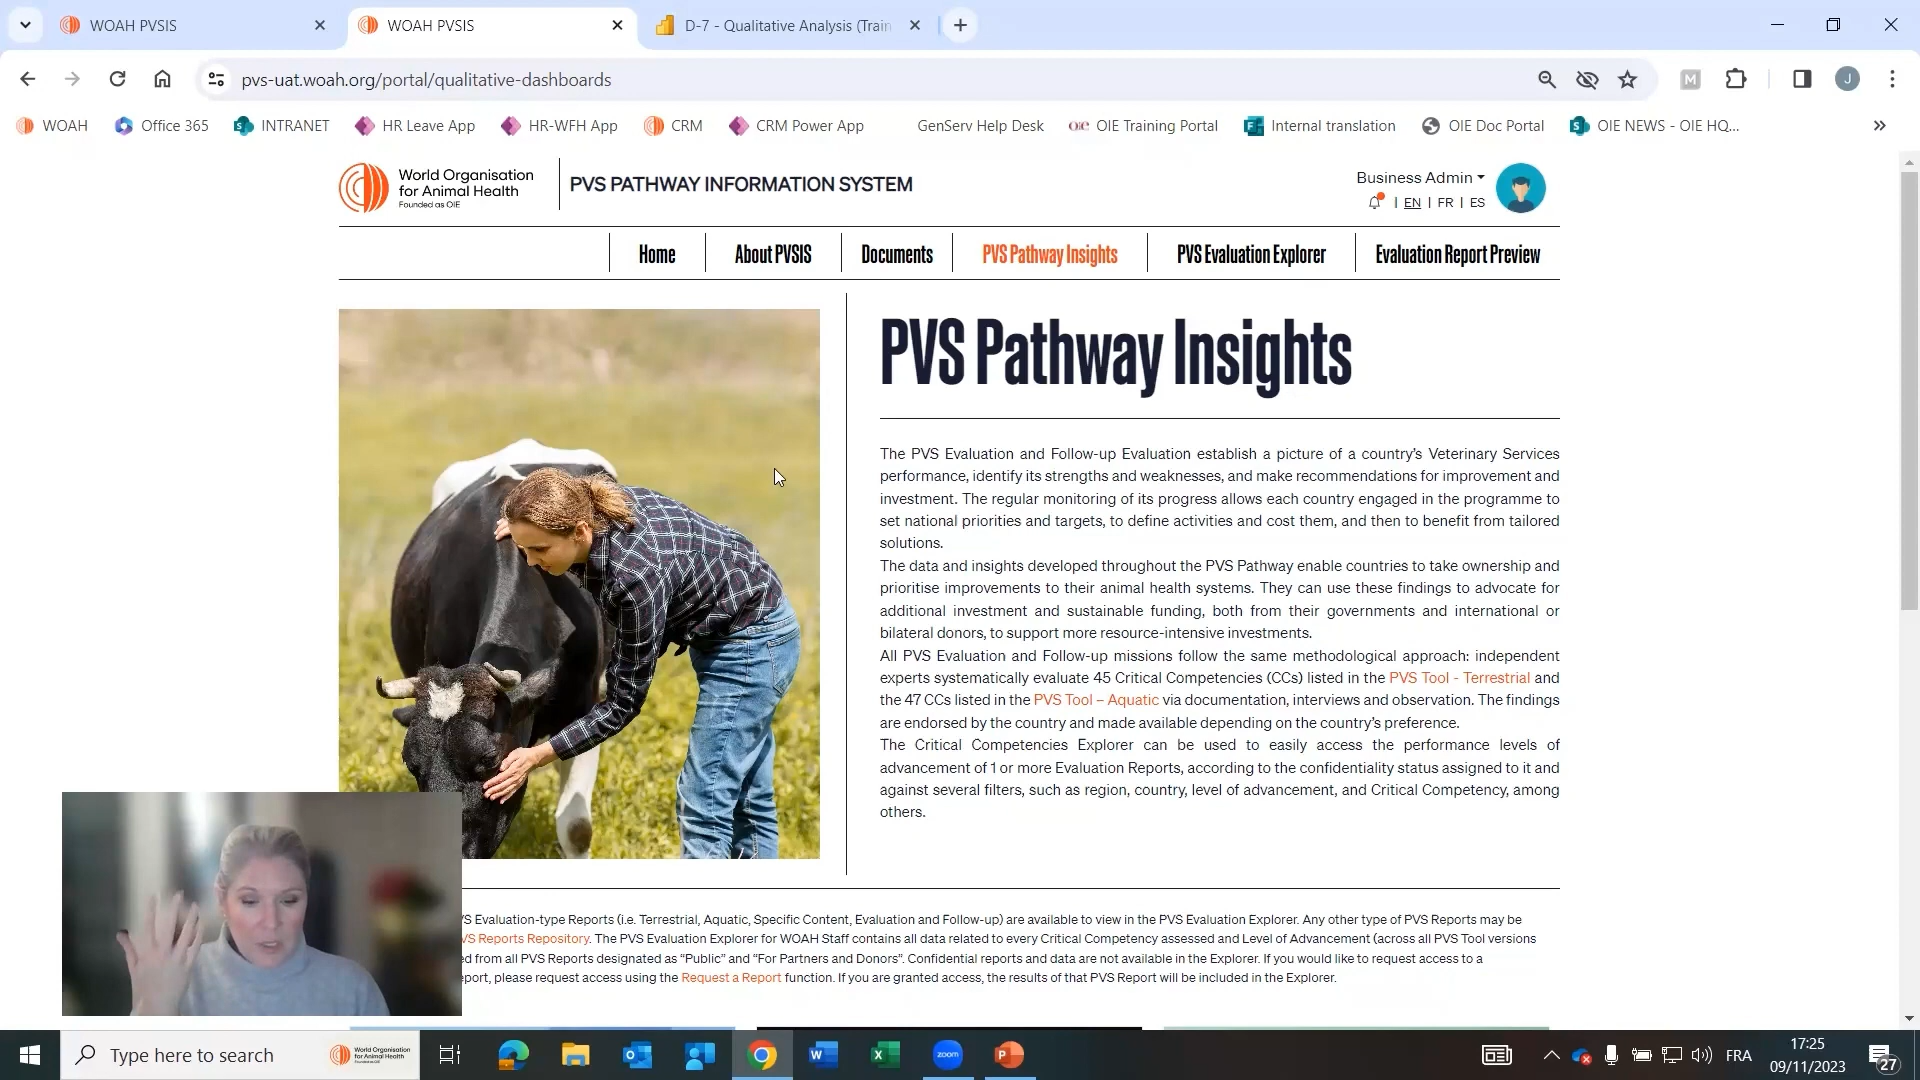 WOAH PVSIS
WOAH PVSIS
D-7 - Qualitative Analysis (Train
pvs-uat.woah.org/portal/qualitative-dashboards
M
J
WOAH
Office 365
INTRANET
HR Leave App
HR-WFH App
CRM
CRM Power App
GenServ Help Desk
OIE Training Portal
Internal translation
OIE Doc Portal
OIE NEWS - OIE HQ...
World Organisation
for Animal Health
Founded as OIE
PVS PATHWAY INFORMATION SYSTEM
Business Admin
| EN | FR | ES
Home
About PVSIS
Documents
PVS Pathway Insights
PVS Evaluation Explorer
Evaluation Report Preview
PVS Pathway Insights
The PVS Evaluation and Follow-up Evaluation establish a picture of a country's Veterinary Services
performance, identify its strengths and weaknesses, and make recommendations for improvement and
investment. The regular monitoring of its progress allows each country engaged in the programme to
set national priorities and targets, to define activities and cost them, and then to benefit from tailored
solutions.
The data and insights developed throughout the PVS Pathway enable countries to take ownership and
prioritise improvements to their animal health systems. They can use these findings to advocate for
additional investment and sustainable funding, both from their governments and international or
bilateral donors, to support more resource-intensive investments.
All PVS Evaluation and Follow-up missions follow the same methodological approach: independent
experts systematically evaluate 45 Critical Competencies (CCs) listed in the PVS Tool - Terrestrial and
the 47 CCs listed in the PVS Tool – Aquatic via documentation, interviews and observation. The findings
are endorsed by the country and made available depending on the country's preference.
The Critical Competencies Explorer can be used to easily access the performance levels of
advancement of 1 or more Evaluation Reports, according to the confidentiality status assigned to it and
against several filters, such as region, country, level of advancement, and Critical Competency, among
others.
S Evaluation-type Reports (i.e. Terrestrial, Aquatic, Specific Content, Evaluation and Follow-up) are available to view in the PVS Evaluation Explorer. Any other type of PVS Reports may be
VS Reports Repository. The PVS Evaluation Explorer for WOAH Staff contains all data related to every Critical Competency assessed and Level of Advancement (across all PVS Tool versions
d from all PVS Reports designated as "Public" and "For Partners and Donors". Confidential reports and data are not available in the Explorer. If you would like to request access to a
port, please request access using the Request a Report function. If you are granted access, the results of that PVS Report will be included in the Explorer.
Type here to search
World Organisation
for Animal Health
Founded as OIE
zoom
FRA
17:25
09/11/2023
27